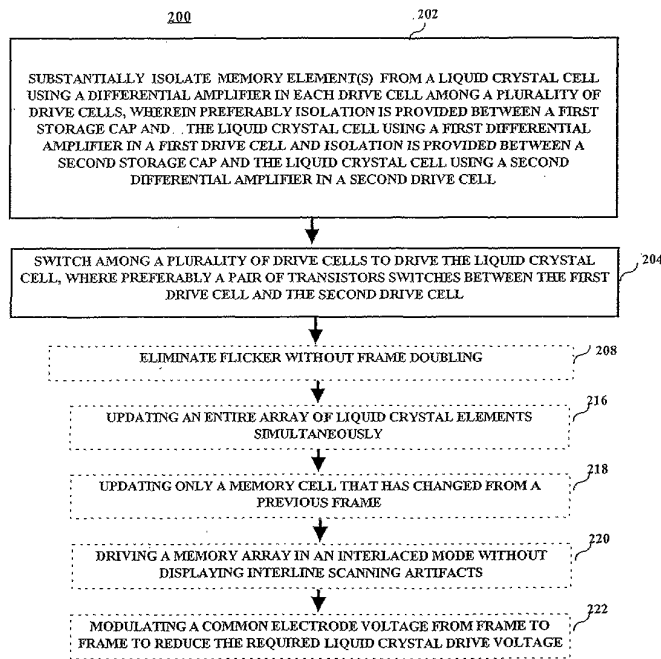 200
202
SUBSTANTIALLY ISOLATE MEMORY ELEMENT(S) FROM A LIQUID CRYSTAL CELL
USING A DIFFERENTIAL AMPLIFIER IN EACH DRIVE CELL AMONG A PLURALITY OF
DRIVE CELLS, WHEREIN PREFERABLY ISOLATION IS PROVIDED BETWEEN A FIRST
STORAGE CAP AND THE LIQUID CRYSTAL CELL USING A FIRST DIFFERENTIAL
AMPLIFIER IN A FIRST DRIVE CELL AND ISOLATION IS PROVIDED BETWEEN A
SECOND STORAGE CAP AND THE LIQUID CRYSTAL CELL USING A SECOND
DIFFERENTIAL AMPLIFIER IN A SECOND DRIVE CELL
SWITCH AMONG A PLURALITY OF DRIVE CELLS TO DRIVE THE LIQUID CRYSTAL
CELL, WHERE PREFERABLY A PAIR OF TRANSISTORS SWITCHES BETWEEN THE
FIRST DRIVE CELL AND THE SECOND DRIVE CELL
204
ELIMINATE FLICKER WITHOUT FRAME DOUBLING
208
UPDATING AN ENTIRE ARRAY OF LIQUID CRYSTAL ELEMENTS
SIMULTANEOUSLY
216
UPDATING ONLY A MEMORY CELL THAT HAS CHANGED FROM A
PREVIOUS FRAME
218
DRIVING A MEMORY ARRAY IN AN INTERLACED MODE WITHOUT
DISPLAYING INTERLINE SCANNING ARTIFACTS
220
MODULATING A COMMON ELECTRODE VOLTAGE FROM FRAME TO
FRAME TO REDUCE THE REQUIRED LIQUID CRYSTAL DRIVE VOLTAGE
222